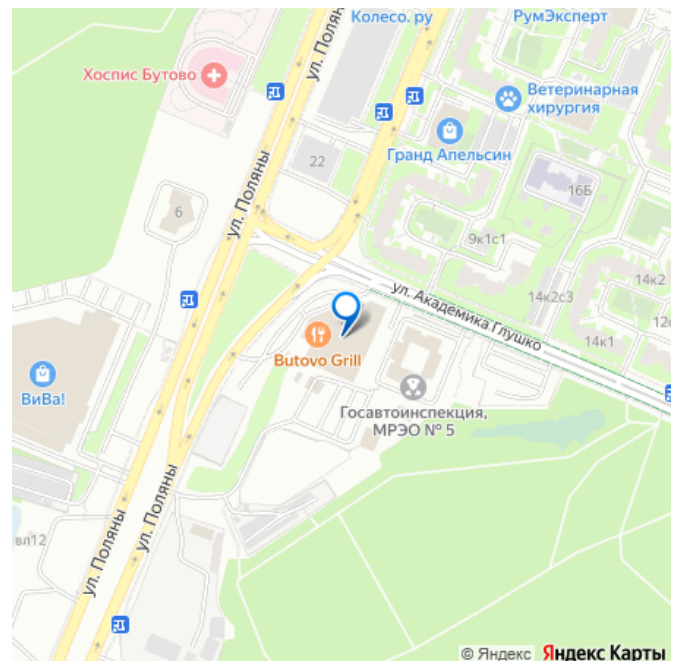 Колесо. ру
РумЭксперт
ул. Поляны
Хоспис Бутово
Ветеринарная
хирургия
Гранд Апельсин
22
16Б
6
ул. Поляны
9к1с1
14к2
ул. Академика Глушко
14к2с3
14к1
Butovo Grill
ВиВа!
Госавтоинспекция,
МРЭО № 5
ул. Поляны
вл12
ул. Поляны
© Яндекс Яндекс Карты